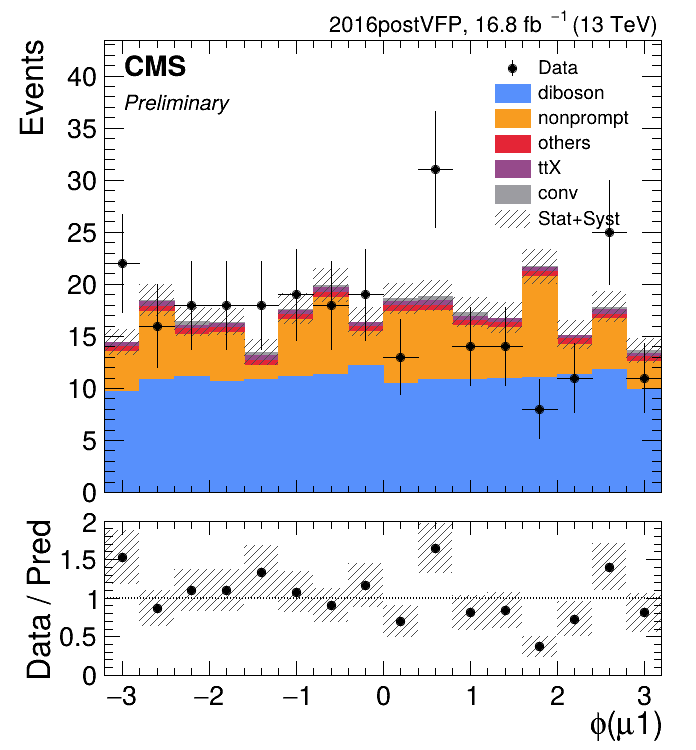 2016postVFP, 16.8 fb⁻¹ (13 TeV)
CMS
Preliminary
Data
diboson
nonprompt
others
ttX
conv
Stat+Syst
Events
40
35
30
25
20
15
10
5
0
Data / Pred
2
1.5
1
0.5
0
−3 −2 −1 0 1 2 3
ϕ(μ1)